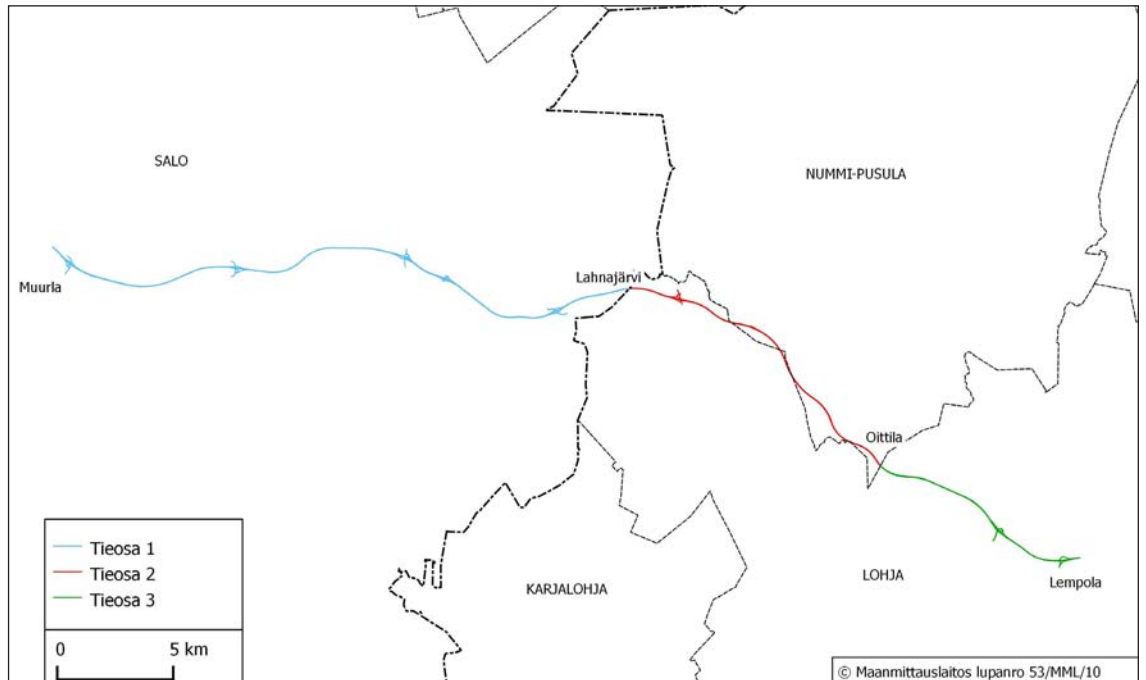 SALO
NUMMI-PUSULA
Lahnajärvi
Muurla
Oittila
Tieosa 1
Tieosa 2
Tieosa 3
LOHJA
Lempola
KARJALOHJA
0 5 km
© Maanmittauslaitos lupanro 53/MML/10